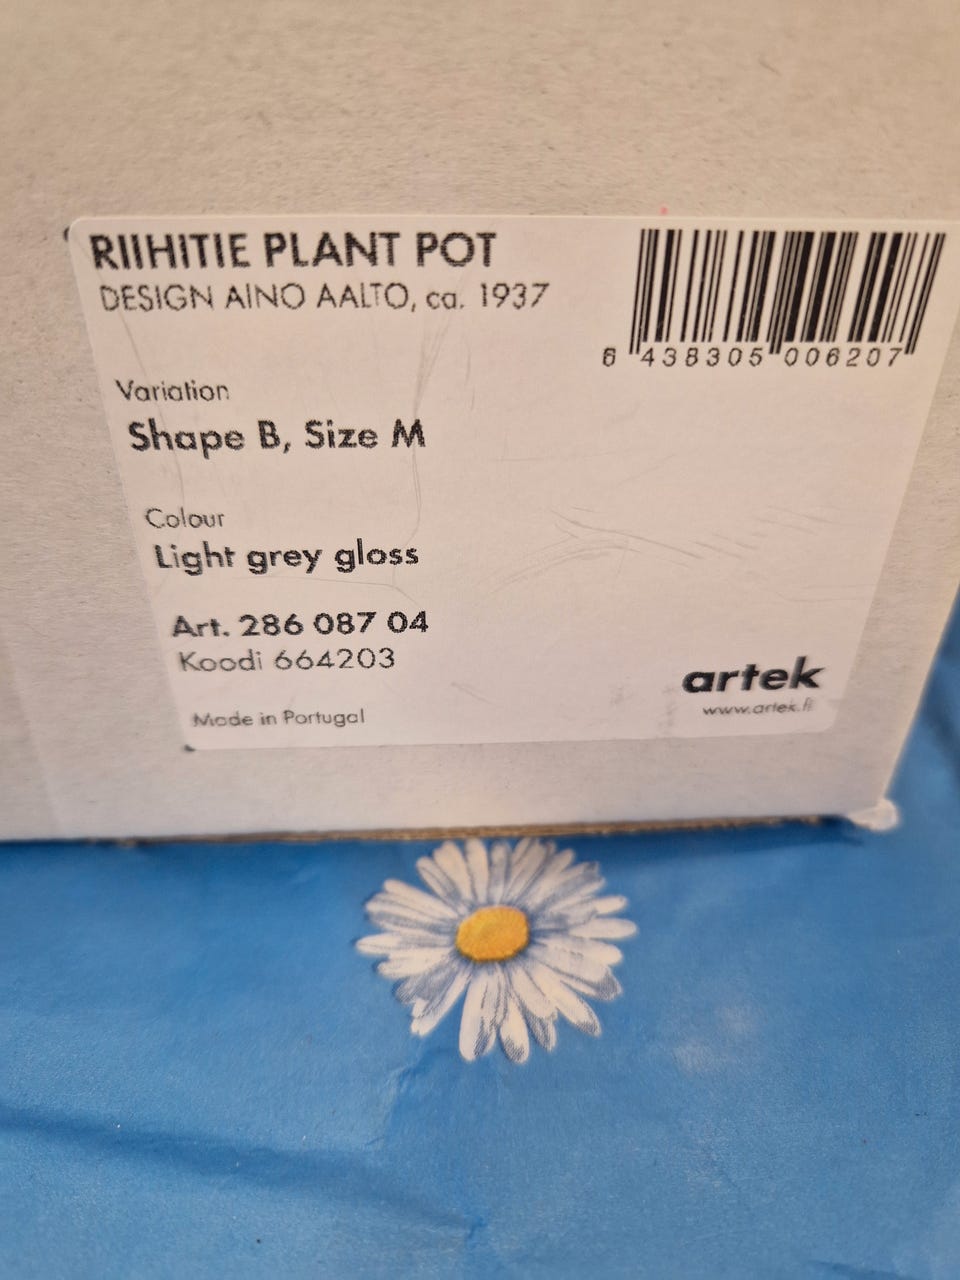 RIIHITIE PLANT POT
DESIGN AINO AALTO, ca. 1937
6 438305 006207
Variation
Shape B, Size M
Colour
Light grey gloss
Art. 286 087 04
Koodi 664203
Made in Portugal
artek
www.artek.fi